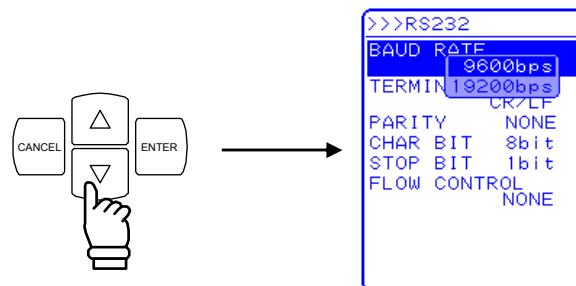 CANCEL
ENTER
>>>RS232
BAUD RATE
9600bps
19200bps
TERMIN
CR/LF
PARITY NONE
CHAR BIT 8bit
STOP BIT 1bit
FLOW CONTROL
NONE